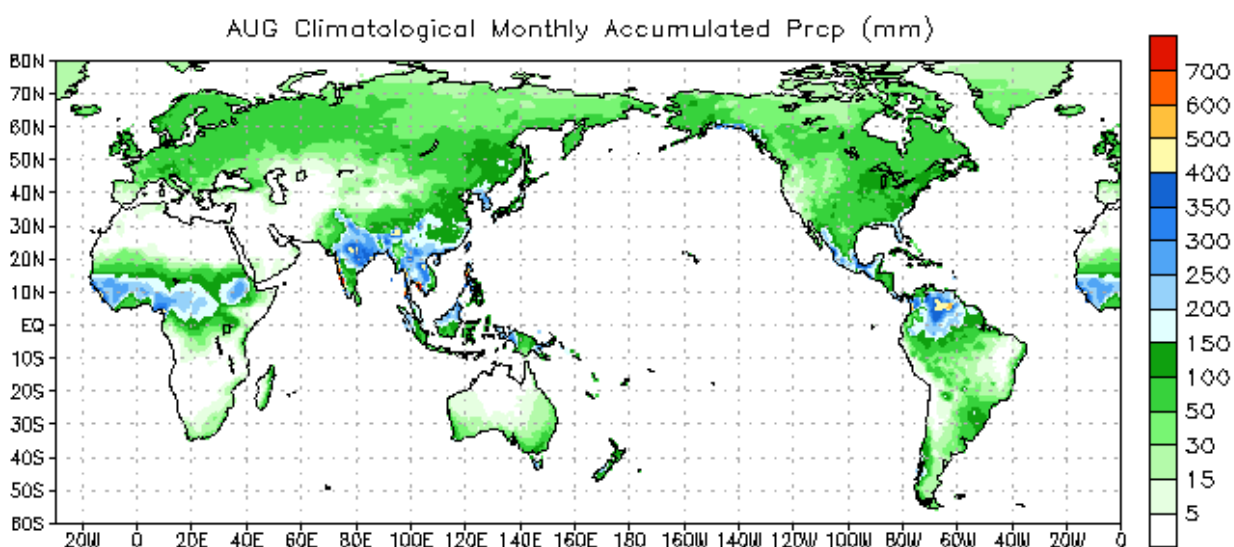 AUG Climatological Monthly Accumulated Prcp (mm)
80N
70N
60N
50N
40N
30N
20N
10N
EQ
10S
20S
30S
40S
50S
60S
20W 0 20E 40E 60E 80E 100E 120E 140E 160E 180 160W 140W 120W 100W 80W 60W 40W 20W 0
700
600
500
400
350
300
250
200
150
100
50
30
15
5